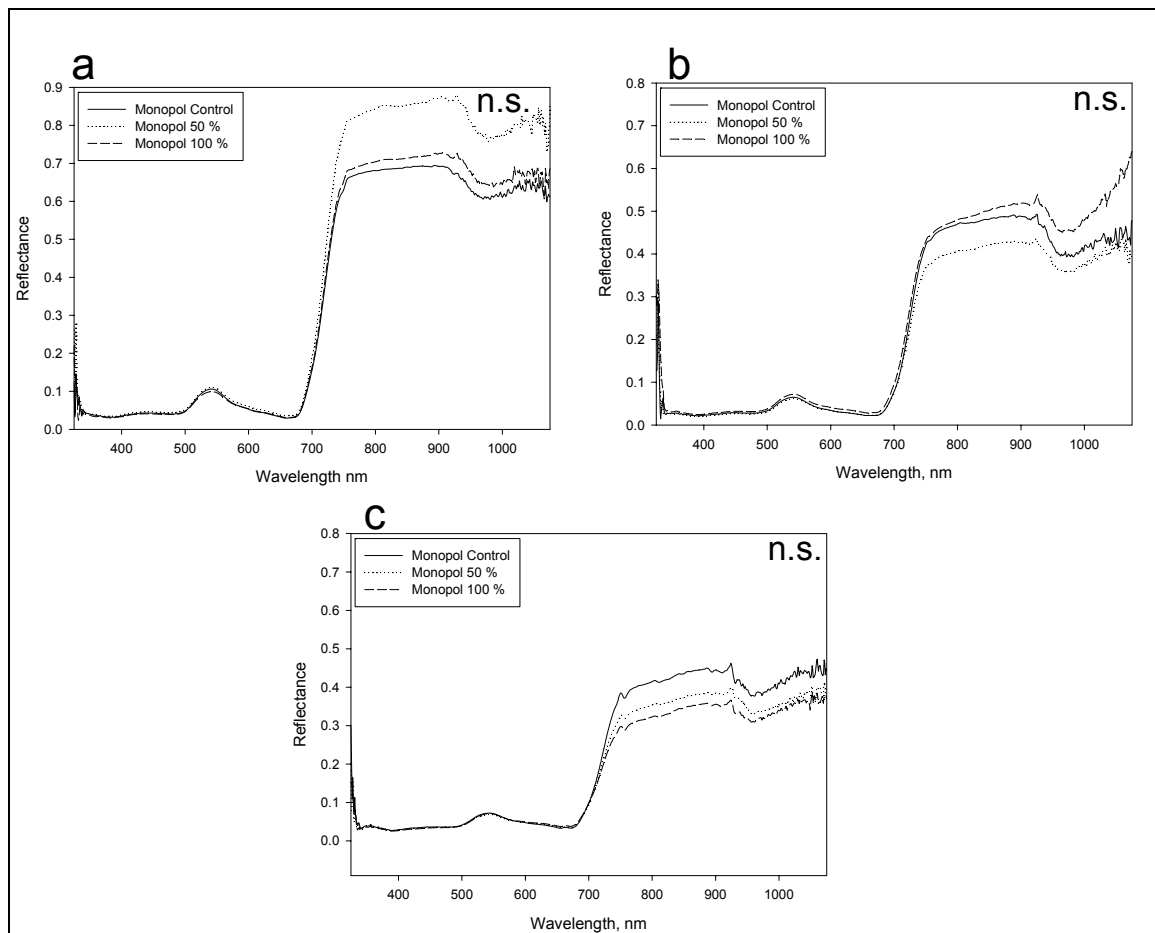 a
n.s.
Monopol Control
Monopol 50 %
Monopol 100 %
Reflectance
0.9
0.8
0.7
0.6
0.5
0.4
0.3
0.2
0.1
0.0
400 500 600 700 800 900 1000
Wavelength nm
b
n.s.
Monopol Control
Monopol 50 %
Monopol 100 %
Reflectance
0.8
0.7
0.6
0.5
0.4
0.3
0.2
0.1
0.0
400 500 600 700 800 900 1000
Wavelength, nm
c
n.s.
Monopol Control
Monopol 50 %
Monopol 100 %
Reflectance
0.8
0.7
0.6
0.5
0.4
0.3
0.2
0.1
0.0
400 500 600 700 800 900 1000
Wavelength, nm